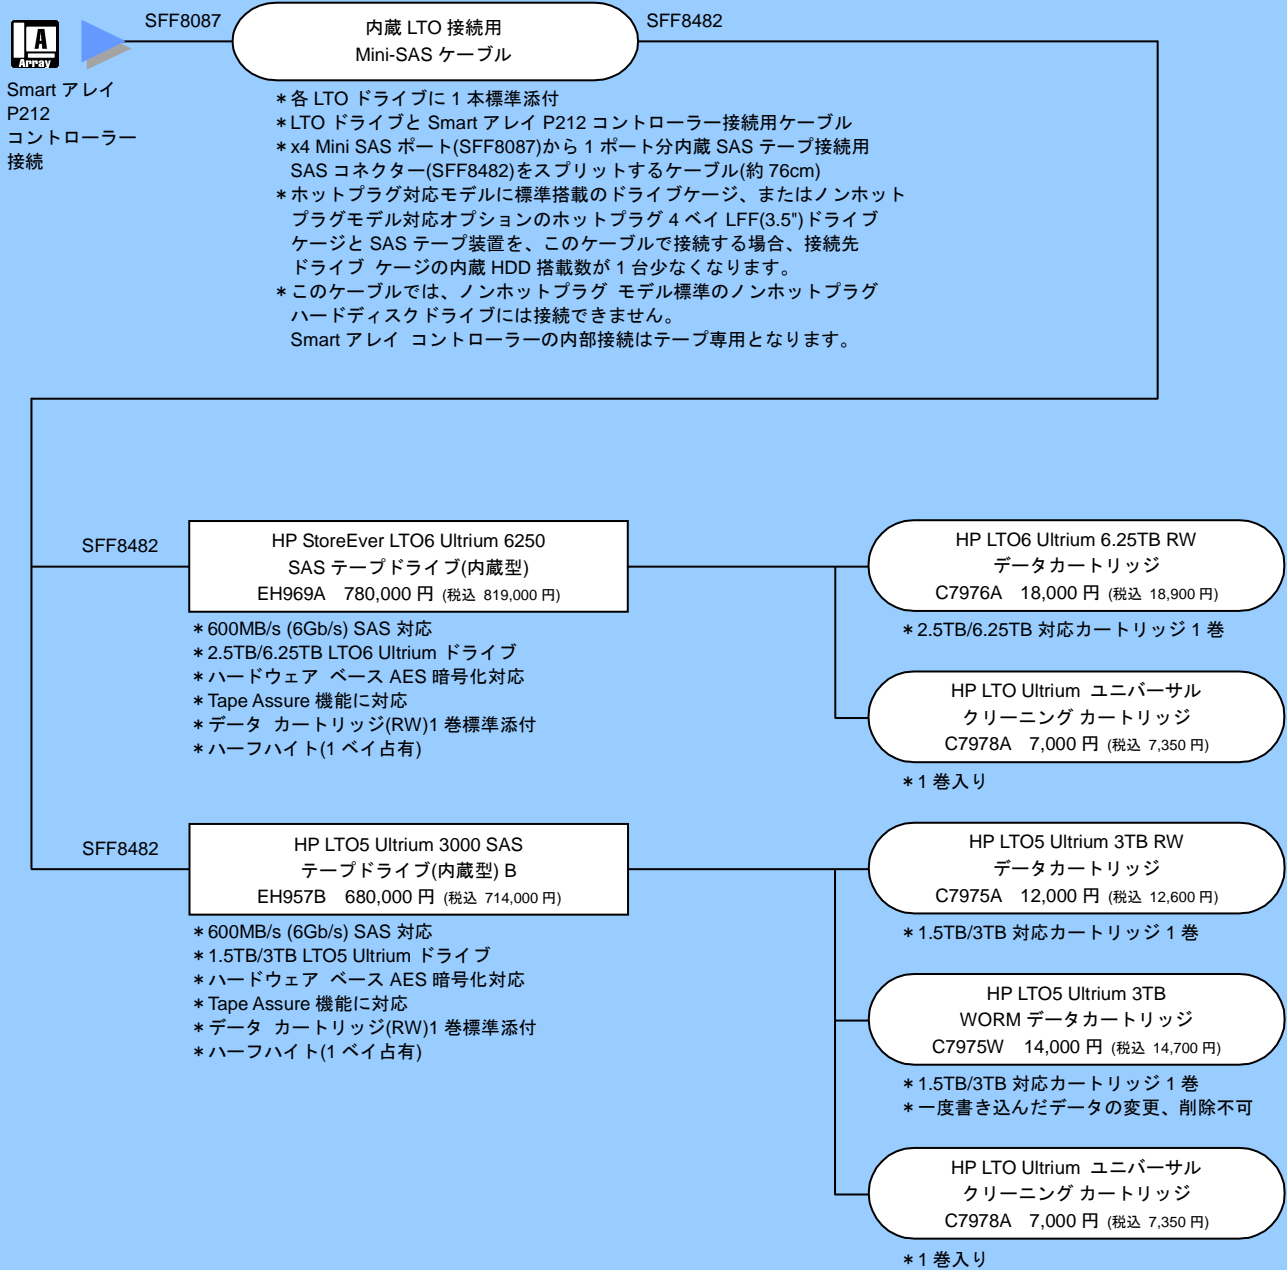 A
Array
Smart アレイ
P212
コントローラー
接続
SFF8087
内蔵 LTO 接続用
Mini-SAS ケーブル
SFF8482
*各 LTO ドライブに 1 本標準添付
*LTO ドライブと Smart アレイ P212 コントローラー接続用ケーブル
*x4 Mini SAS ポート(SFF8087)から 1 ポート分内蔵 SAS テープ接続用
SAS コネクター(SFF8482)をスプリットするケーブル(約 76cm)
*ホットプラグ対応モデルに標準搭載のドライブケージ、またはノンホット
プラグモデル対応オプションのホットプラグ 4 ベイ LFF(3.5")ドライブ
ケージと SAS テープ装置を、このケーブルで接続する場合、接続先
ドライブ ケージの内蔵 HDD 搭載数が 1 台少なくなります。
*このケーブルでは、ノンホットプラグ モデル標準のノンホットプラグ
ハードディスクドライブには接続できません。
Smart アレイ コントローラーの内部接続はテープ専用となります。
SFF8482
HP StoreEver LTO6 Ultrium 6250
SAS テープドライブ(内蔵型)
EH969A 780,000 円 (税込 819,000 円)
*600MB/s (6Gb/s) SAS 対応
*2.5TB/6.25TB LTO6 Ultrium ドライブ
*ハードウェア ベース AES 暗号化対応
*Tape Assure 機能に対応
*データ カートリッジ(RW)1 巻標準添付
*ハーフハイト(1 ベイ占有)
HP LTO6 Ultrium 6.25TB RW
データカートリッジ
C7976A 18,000 円 (税込 18,900 円)
*2.5TB/6.25TB 対応カートリッジ 1 巻
HP LTO Ultrium ユニバーサル
クリーニング カートリッジ
C7978A 7,000 円 (税込 7,350 円)
*1 巻入り
SFF8482
HP LTO5 Ultrium 3000 SAS
テープドライブ(内蔵型) B
EH957B 680,000 円 (税込 714,000 円)
*600MB/s (6Gb/s) SAS 対応
*1.5TB/3TB LTO5 Ultrium ドライブ
*ハードウェア ベース AES 暗号化対応
*Tape Assure 機能に対応
*データ カートリッジ(RW)1 巻標準添付
*ハーフハイト(1 ベイ占有)
HP LTO5 Ultrium 3TB RW
データカートリッジ
C7975A 12,000 円 (税込 12,600 円)
*1.5TB/3TB 対応カートリッジ 1 巻
HP LTO5 Ultrium 3TB
WORM データカートリッジ
C7975W 14,000 円 (税込 14,700 円)
*1.5TB/3TB 対応カートリッジ 1 巻
*一度書き込んだデータの変更、削除不可
HP LTO Ultrium ユニバーサル
クリーニング カートリッジ
C7978A 7,000 円 (税込 7,350 円)
*1 巻入り